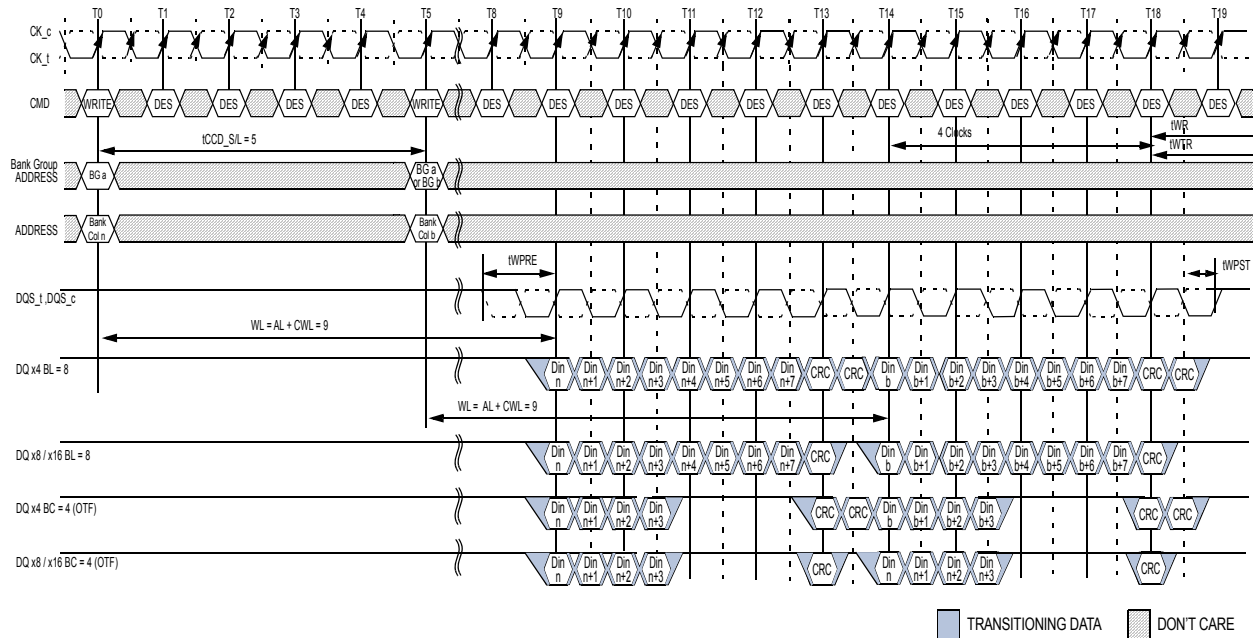 T0 T1 T2 T3 T4 T5 T8 T9 T10 T11 T12 T13 T14 T15 T16 T17 T18 T19
CK_c
CK_t
CMD WRITE DES DES DES DES WRITE DES DES DES DES DES DES DES DES DES DES DES DES
tCCD_S/L = 5
4 Clocks
tWR
tWTR
Bank Group
ADDRESS
BG a
BG a
or BG b
ADDRESS
Bank
Col n
Bank
Col b
tWPRE
tWPST
DQS_t ,DQS_c
WL = AL + CWL = 9
DQ x4 BL = 8
Din n Din n+1 Din n+2 Din n+3 Din n+4 Din n+5 Din n+6 Din n+7 CRC CRC Din b Din b+1 Din b+2 Din b+3 Din b+4 Din b+5 Din b+6 Din b+7 CRC CRC
WL = AL + CWL = 9
DQ x8 / x16 BL = 8
Din n Din n+1 Din n+2 Din n+3 Din n+4 Din n+5 Din n+6 Din n+7 CRC Din b Din b+1 Din b+2 Din b+3 Din b+4 Din b+5 Din b+6 Din b+7 CRC
DQ x4 BC = 4 (OTF)
Din n Din n+1 Din n+2 Din n+3 CRC CRC Din b Din b+1 Din b+2 Din b+3 CRC CRC
DQ x8 / x16 BC = 4 (OTF)
Din n Din n+1 Din n+2 Din n+3 CRC Din n Din n+1 Din n+2 Din n+3 CRC
TRANSITIONING DATA
DON'T CARE